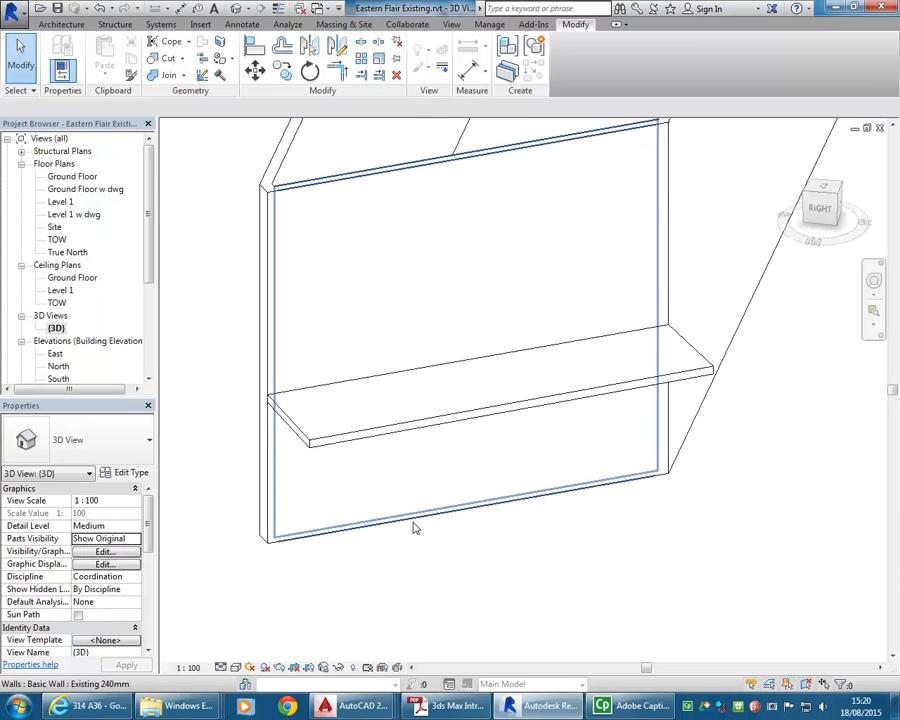 Eastern Flair Existing.rvt - 3D Vi...
Type a keyword or phrase
Sign In
Architecture Structure Systems Insert Annotate Analyze Massing & Site Collaborate View Manage Add-Ins Modify
Modify
Paste
Cope
Cut
Join
Select Properties Clipboard Geometry Modify View Measure Create
Project Browser - Eastern Flair Existi...
Views (all)
Structural Plans
Floor Plans
Ground Floor
Ground Floor w dwg
Level 1
Level 1 w dwg
Site
TOW
True North
Ceiling Plans
Ground Floor
Level 1
TOW
3D Views
{3D}
Elevations (Building Elevation
East
North
South
RIGHT
Properties
3D View
3D View: {3D}
Edit Type
Graphics
View Scale 1 : 100
Scale Value 1: 100
Detail Level Medium
Parts Visibility Show Original
Visibility/Graph... Edit...
Graphic Displa... Edit...
Discipline Coordination
Show Hidden L... By Discipline
Default Analysi... None
Sun Path
Identity Data
View Template <None>
View Name {3D}
Properties help
Apply
1 : 100
Walls : Basic Wall : Existing 240mm
:0
Main Model
:0
314 A36 - Goo...
Windows E...
AutoCAD 2...
3ds Max Intr...
Autodesk Re...
Adobe Capti...
15:20
18/08/2015